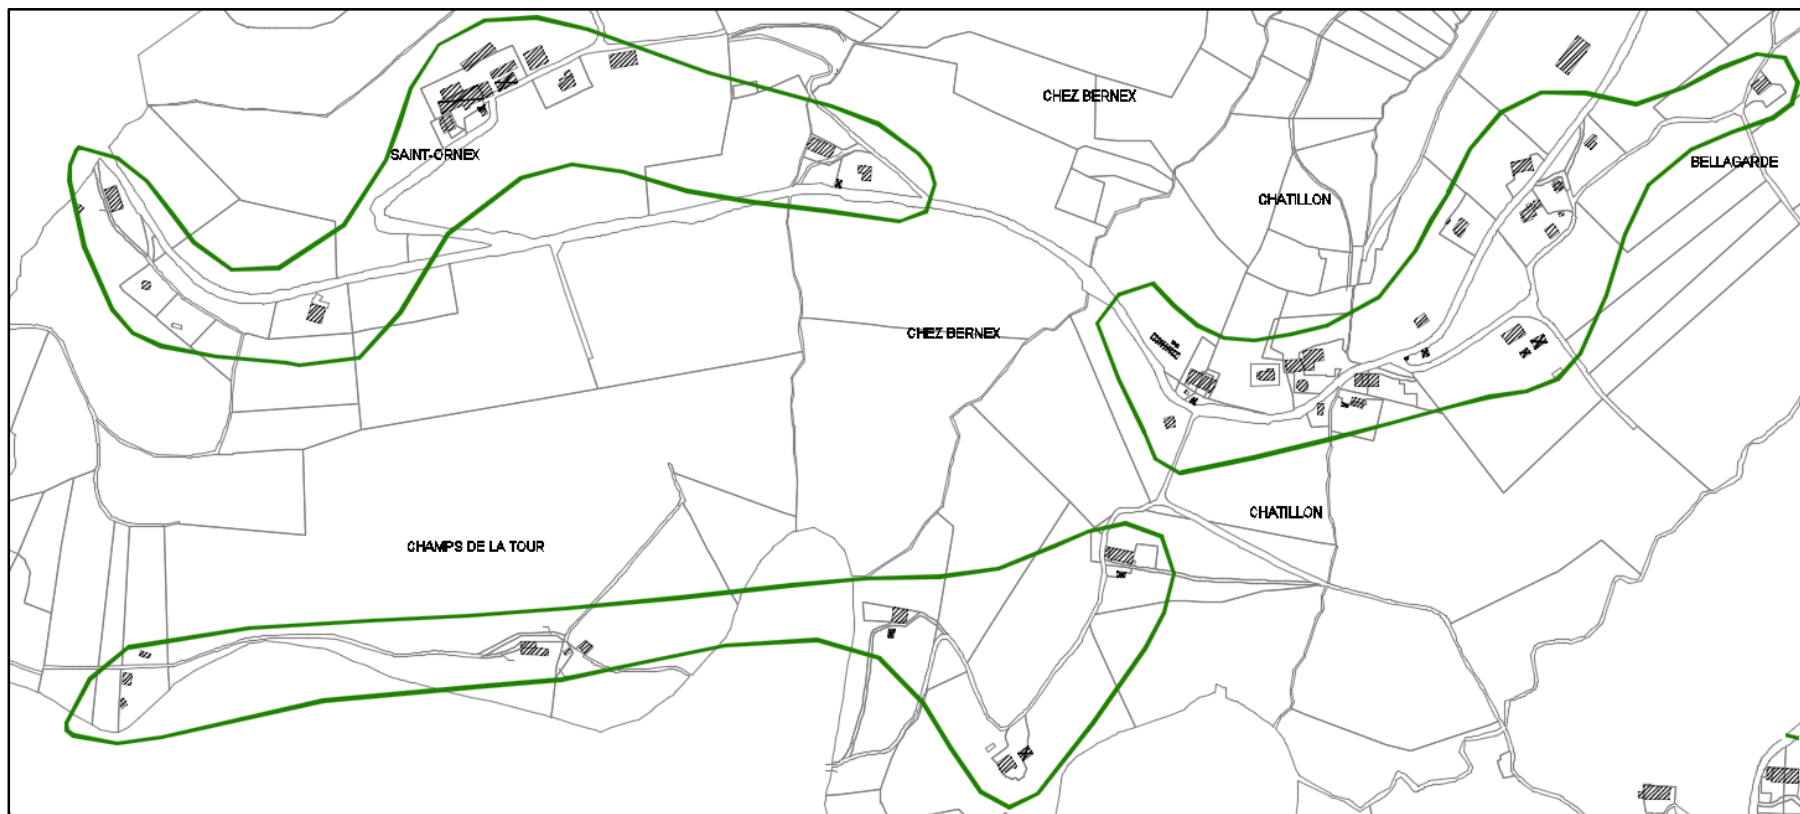 CHEZ BERNEX
SAINT-ORNEX
BELLAGARDE
CHATILLON
CHEZ BERNEX
CHATILLON
CHAMPS DE LA TOUR